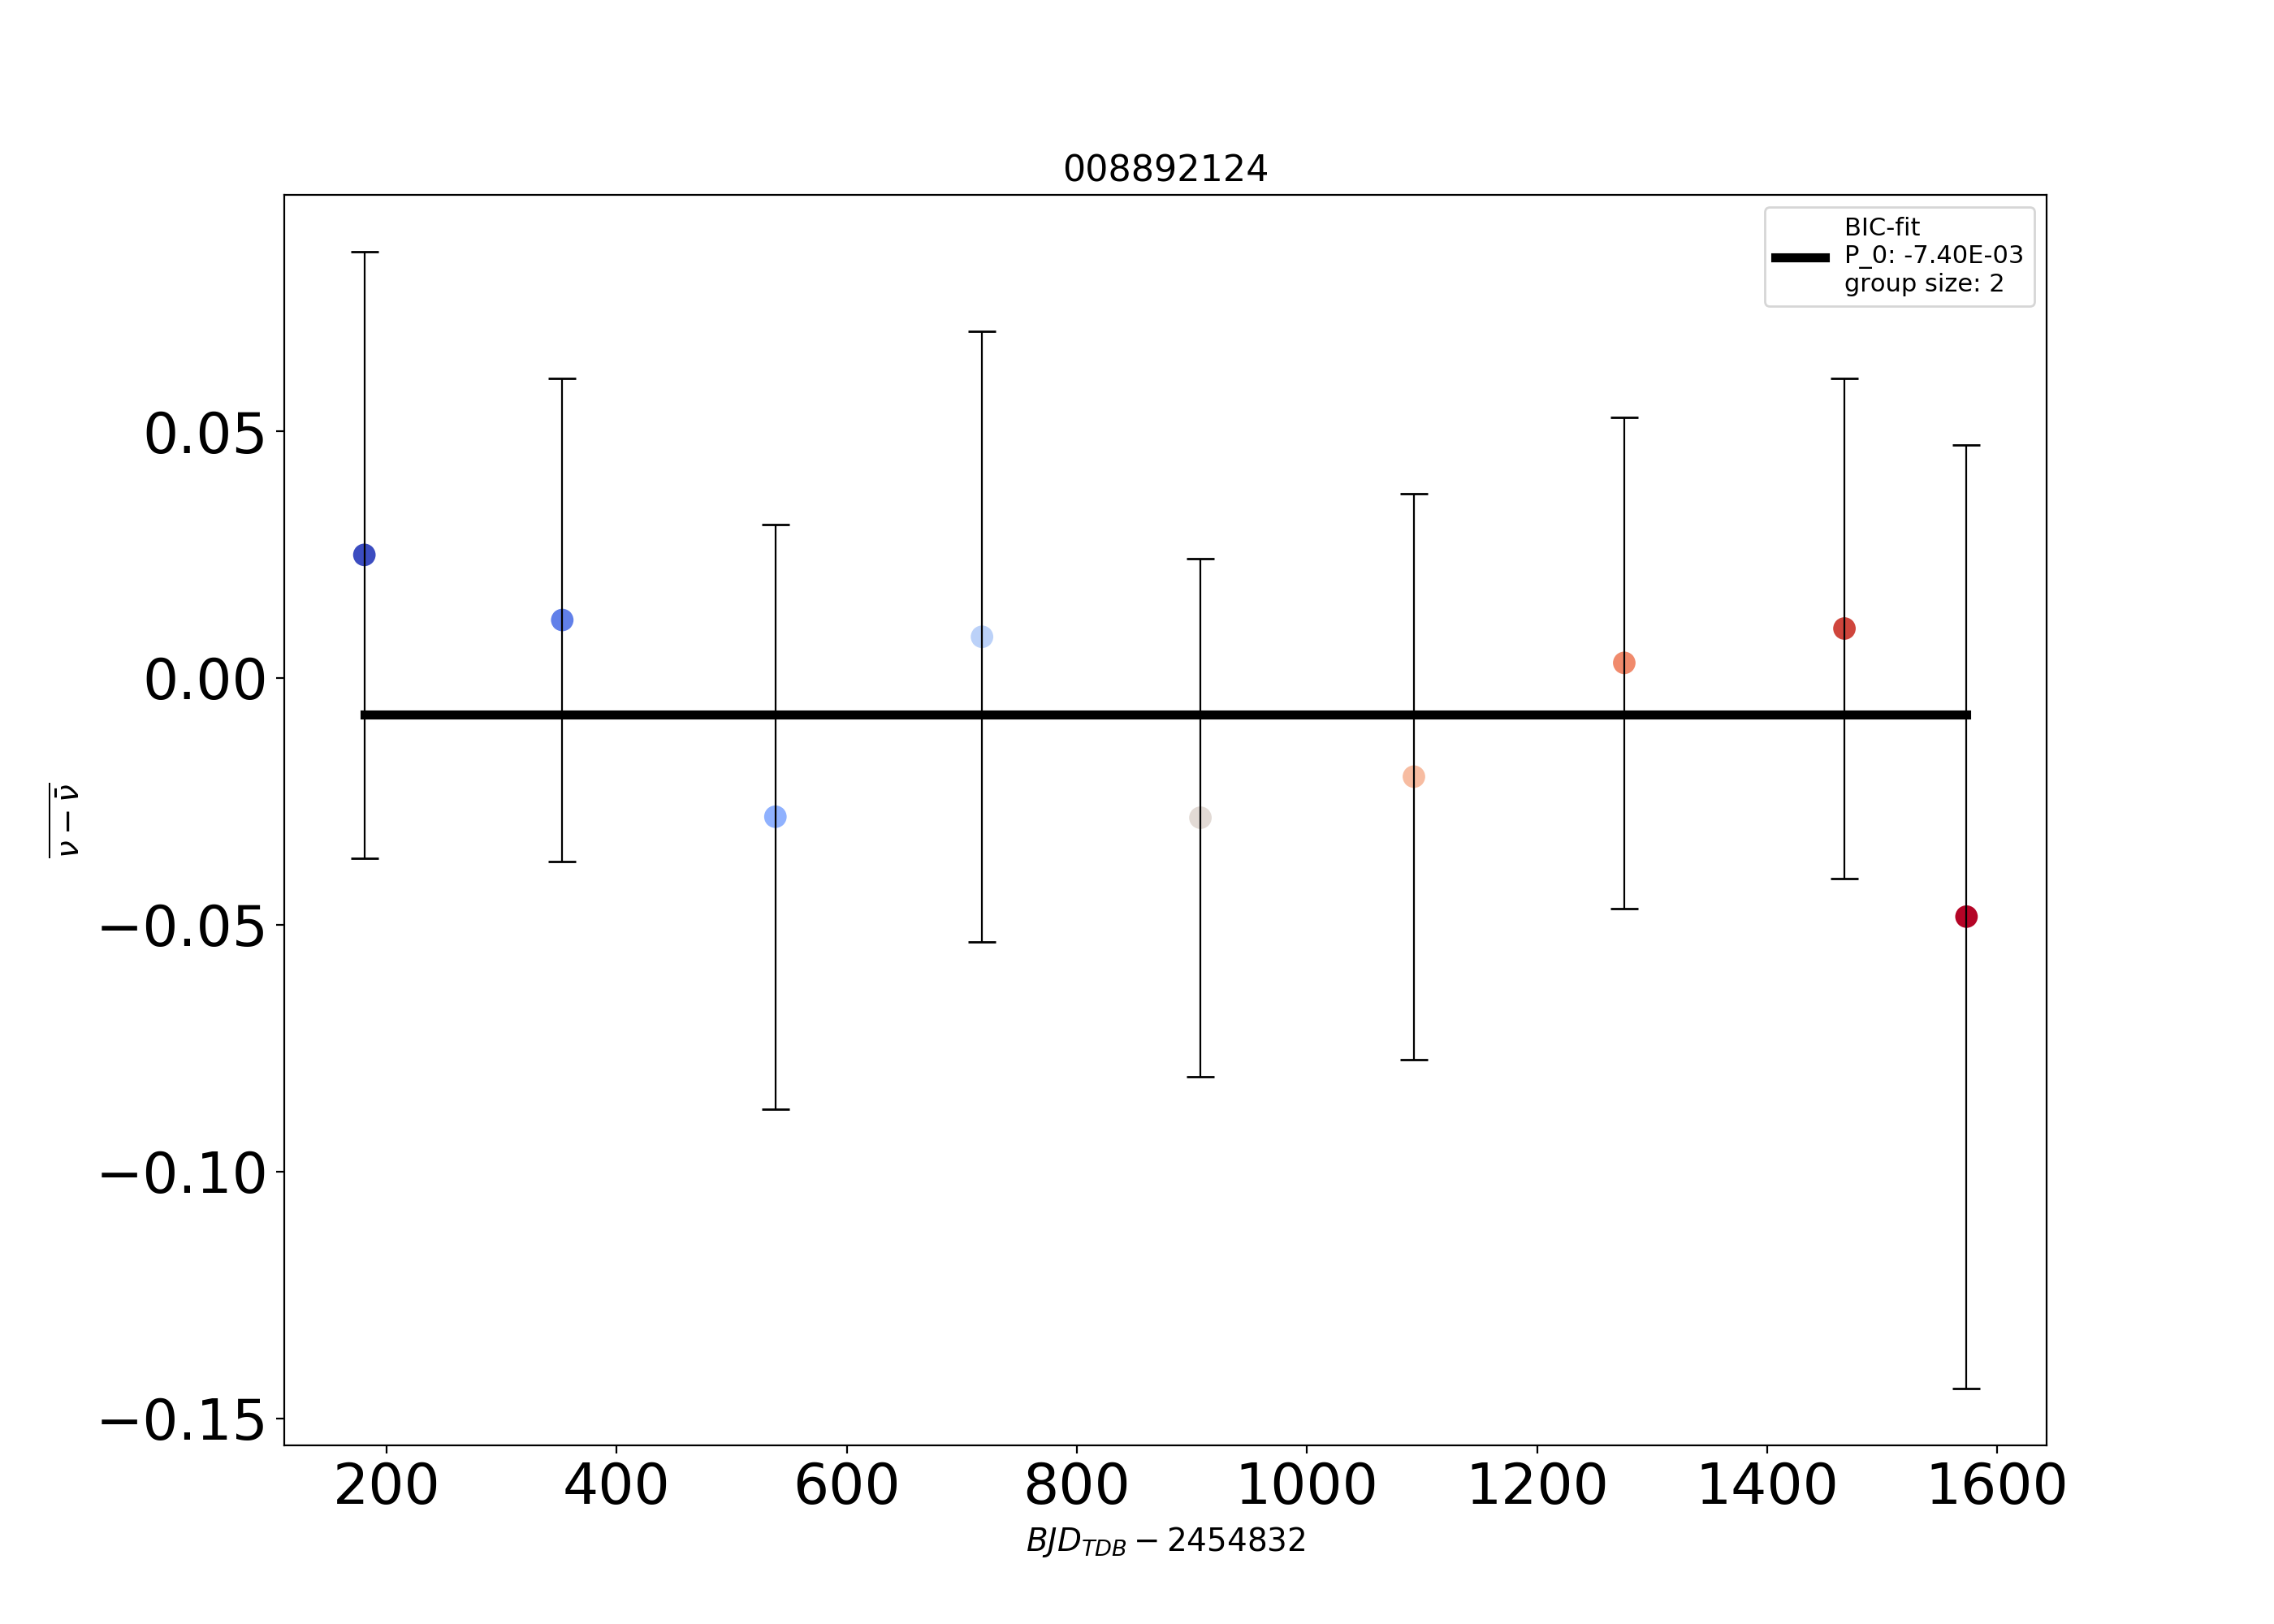 008892124
BIC-fit
P_0: -7.40E-03
group size: 2
0.05
0.00
−0.05
−0.10
−0.15
ν − ν̄
200 400 600 800 1000 1200 1400 1600
BJD_TDB − 2454832